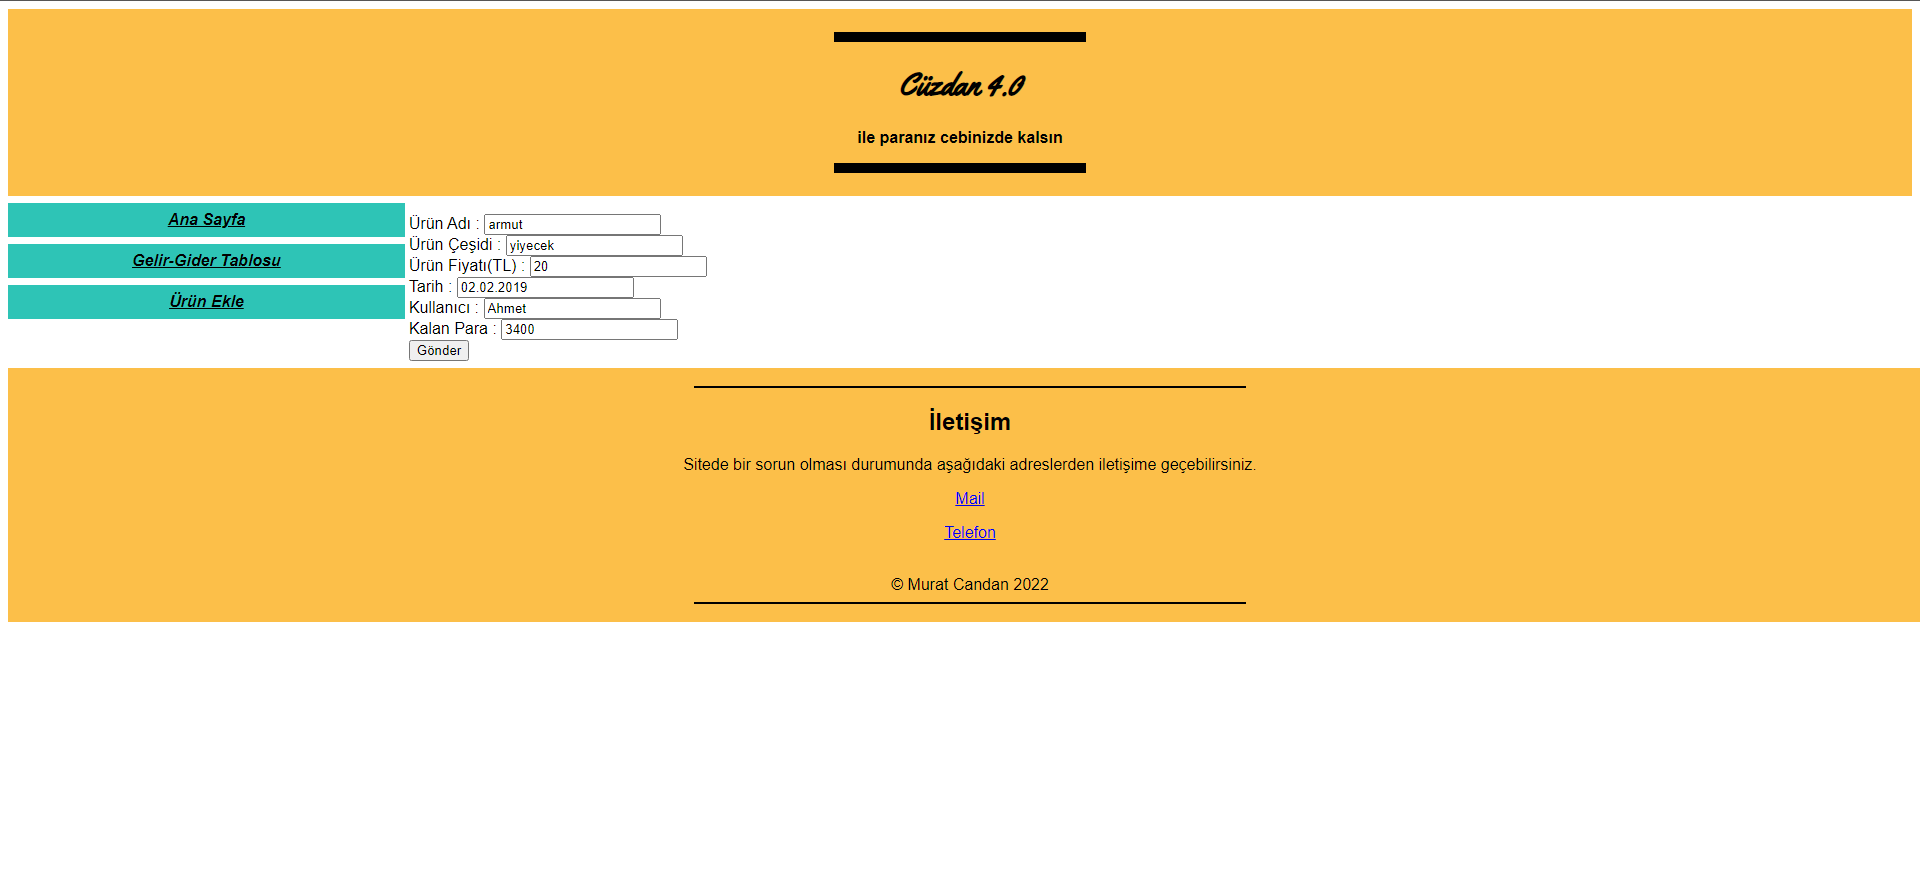 Cüzdan 4.0
ile paranız cebinizde kalsın
Ana Sayfa
Gelir-Gider Tablosu
Ürün Ekle
Ürün Adı : armut
Ürün Çeşidi : yiyecek
Ürün Fiyatı(TL) : 20
Tarih : 02.02.2019
Kullanıcı : Ahmet
Kalan Para : 3400
Gönder
İletişim
Sitede bir sorun olması durumunda aşağıdaki adreslerden iletişime geçebilirsiniz.
Mail
Telefon
© Murat Candan 2022